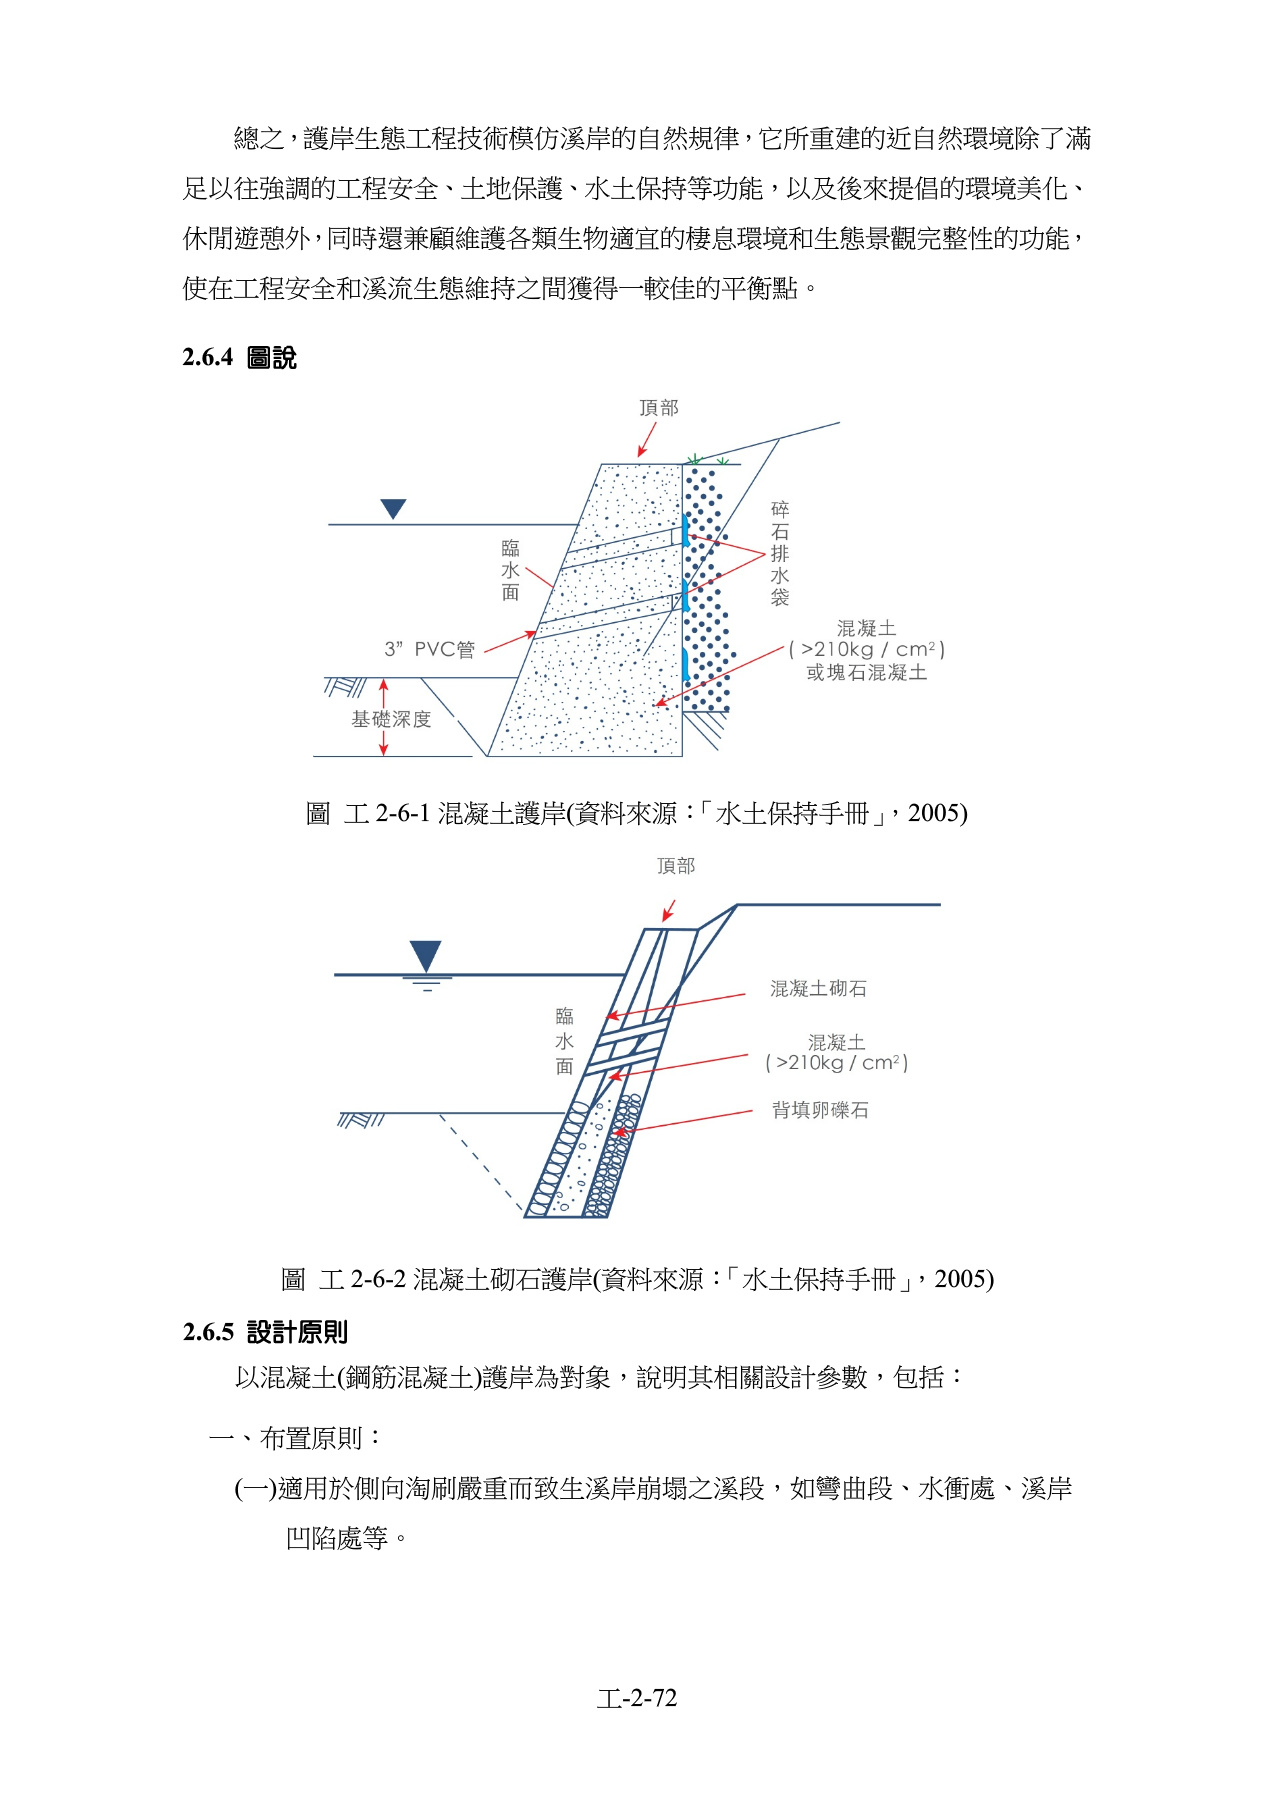 總之，護岸生態工程技術模仿溪岸的自然規律，它所重建的近自然環境除了滿
足以往強調的工程安全、土地保護、水土保持等功能，以及後來提倡的環境美化、
休閒遊憩外，同時還兼顧維護各類生物適宜的棲息環境和生態景觀完整性的功能，
使在工程安全和溪流生態維持之間獲得一較佳的平衡點。
2.6.4 圖說
頂部
臨水面
碎石排水袋
3” PVC管
混凝土
( >210kg / cm²)
或塊石混凝土
基礎深度
圖 工 2-6-1 混凝土護岸(資料來源：「水土保持手冊」，2005)
頂部
臨水面
混凝土砌石
混凝土
( >210kg / cm²)
背填卵礫石
圖 工 2-6-2 混凝土砌石護岸(資料來源：「水土保持手冊」，2005)
2.6.5 設計原則
以混凝土(鋼筋混凝土)護岸為對象，說明其相關設計參數，包括：
一、布置原則：
(一)適用於側向淘刷嚴重而致生溪岸崩塌之溪段，如彎曲段、水衝處、溪岸
凹陷處等。
工-2-72